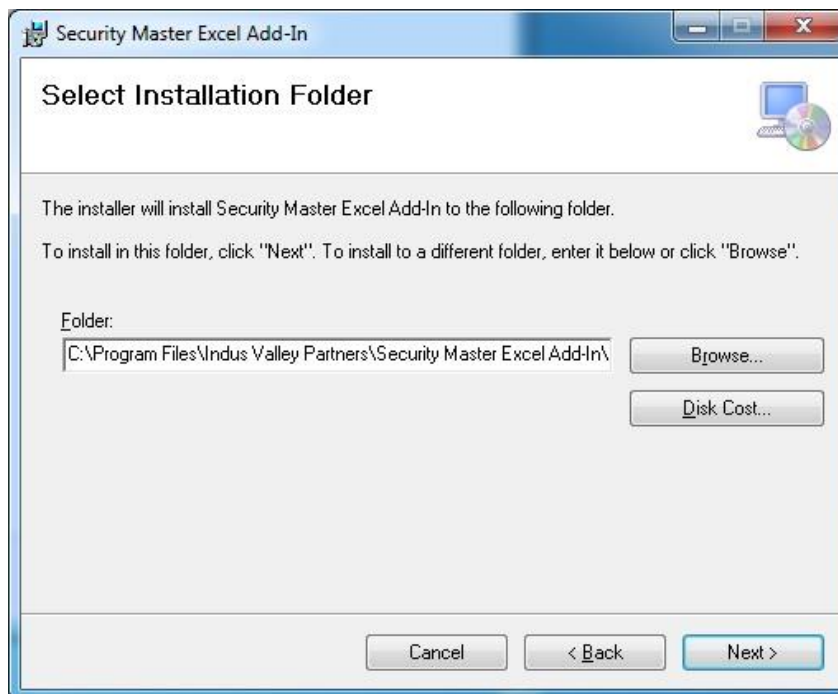 Security Master Excel Add-In
Select Installation Folder
The installer will install Security Master Excel Add-In to the following folder.
To install in this folder, click "Next". To install to a different folder, enter it below or click "Browse".
Folder:
C:\Program Files\Indus Valley Partners\Security Master Excel Add-In\
Browse...
Disk Cost...
Cancel
< Back
Next >